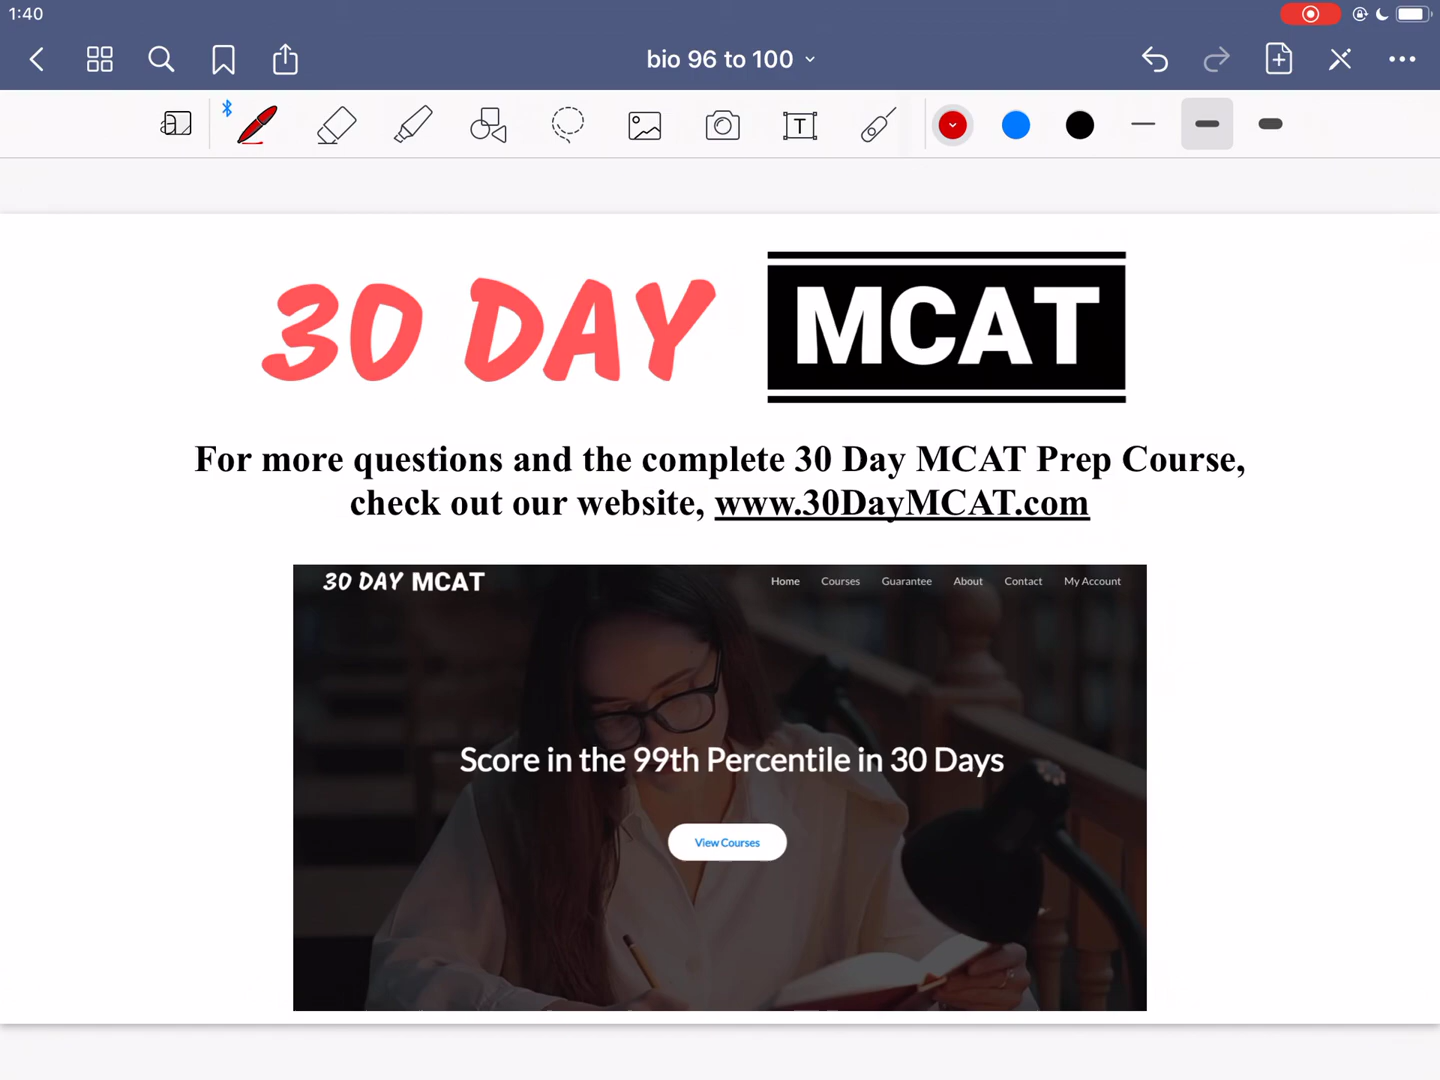 1:40
bio 96 to 100
T
30 DAY MCAT
For more questions and the complete 30 Day MCAT Prep Course,
check out our website, www.30DayMCAT.com
30 DAY MCAT Home Courses Guarantee About Contact My Account
Score in the 99th Percentile in 30 Days
View Courses